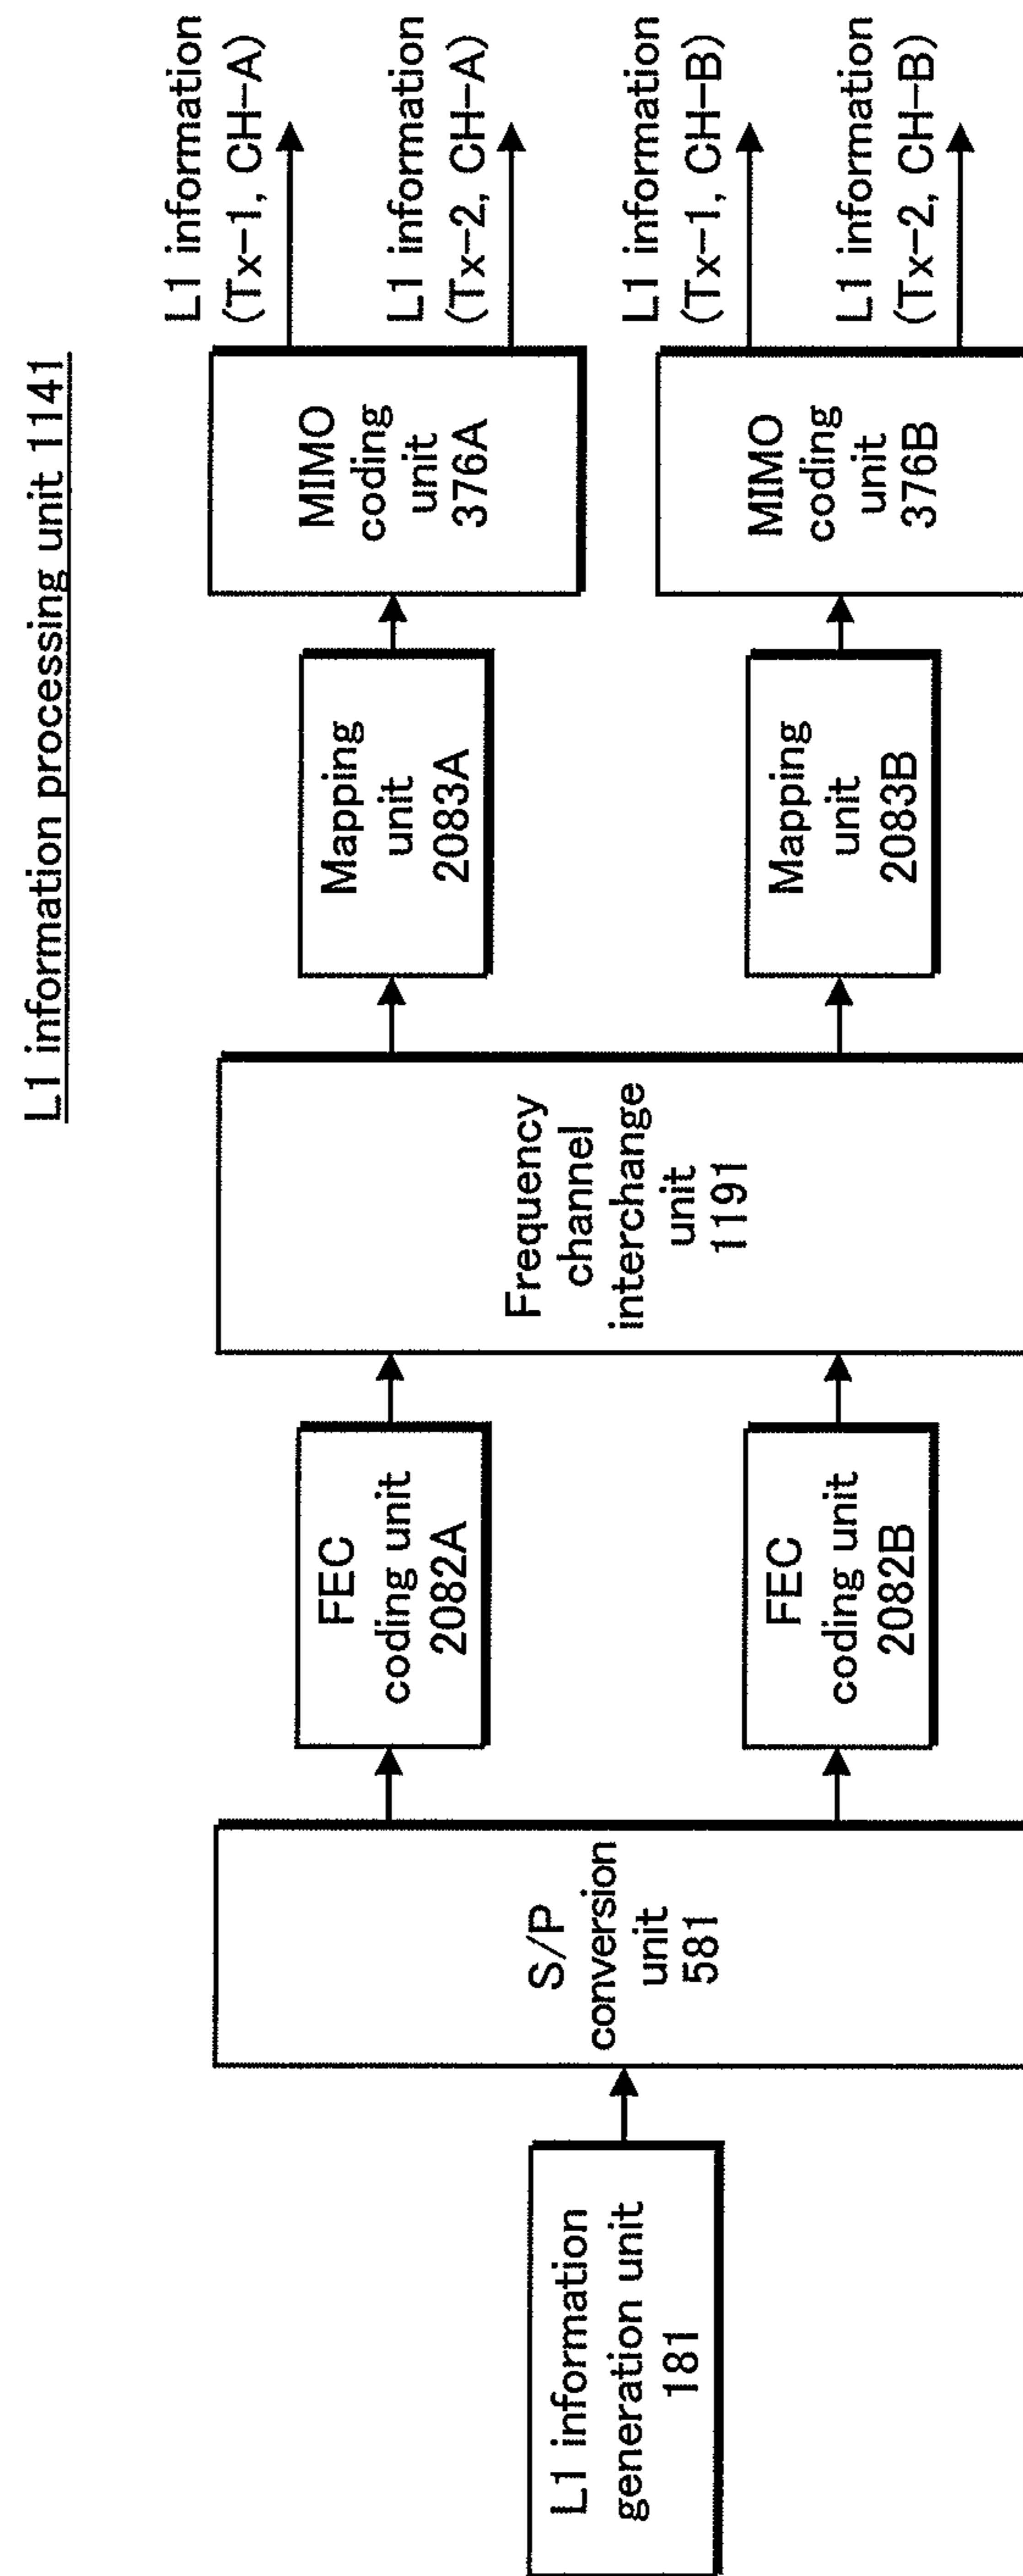 L1 information processing unit 1141
L1 information
generation unit
181
S/P
conversion
unit
581
FEC
coding unit
2082A
FEC
coding unit
2082B
Frequency
channel
interchange
unit
1191
Mapping
unit
2083A
Mapping
unit
2083B
MIMO
coding
unit
376A
MIMO
coding
unit
376B
L1 information
(Tx-1, CH-A)
L1 information
(Tx-2, CH-A)
L1 information
(Tx-1, CH-B)
L1 information
(Tx-2, CH-B)